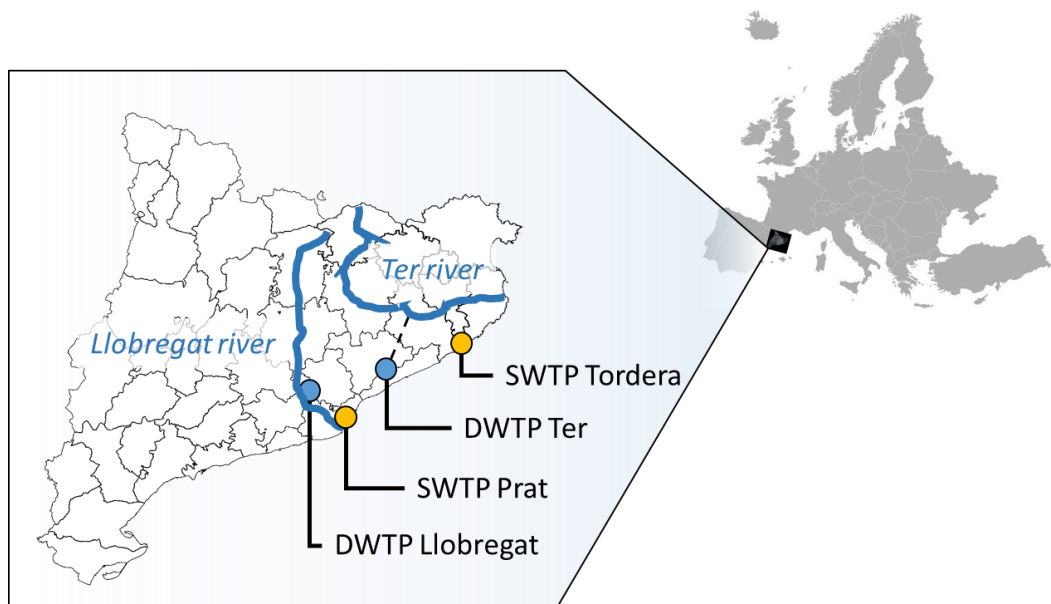 Ter river
Llobregat river
SWTP Tordera
DWTP Ter
SWTP Prat
DWTP Llobregat